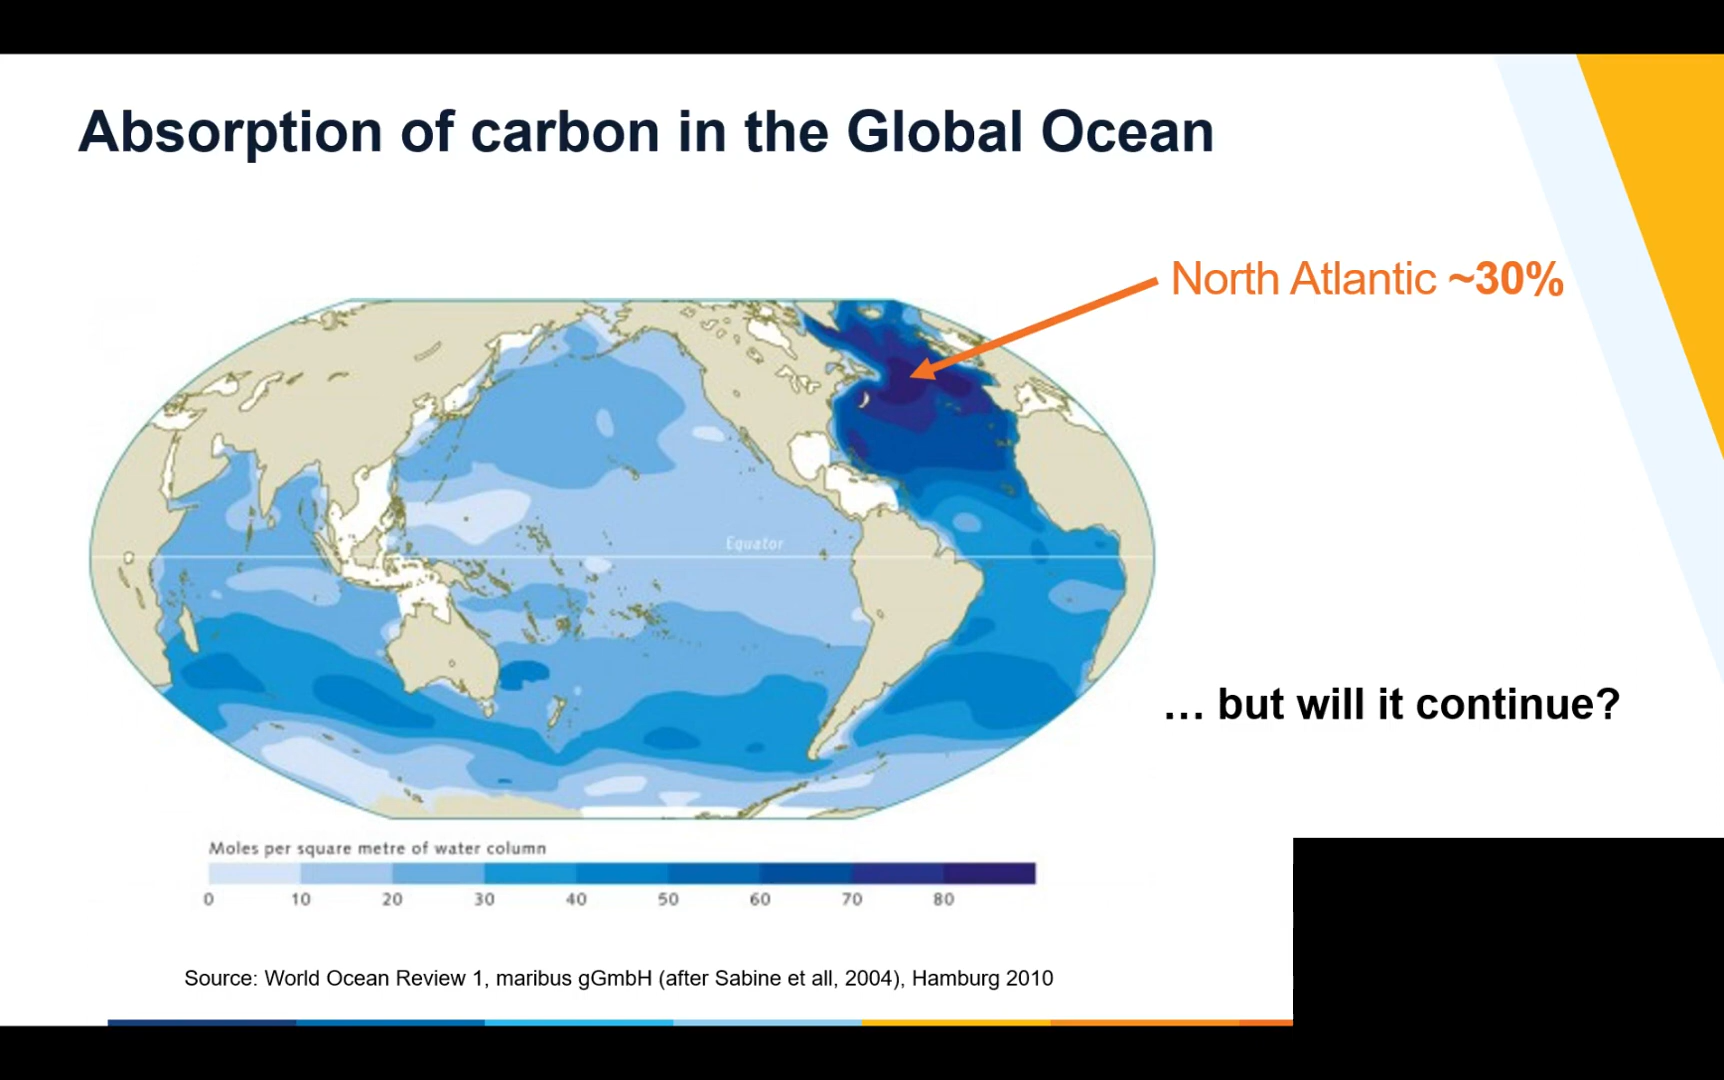 Absorption of carbon in the Global Ocean
North Atlantic ~30%
Equator
… but will it continue?
Moles per square metre of water column
0 10 20 30 40 50 60 70 80
Source: World Ocean Review 1, maribus gGmbH (after Sabine et all, 2004), Hamburg 2010